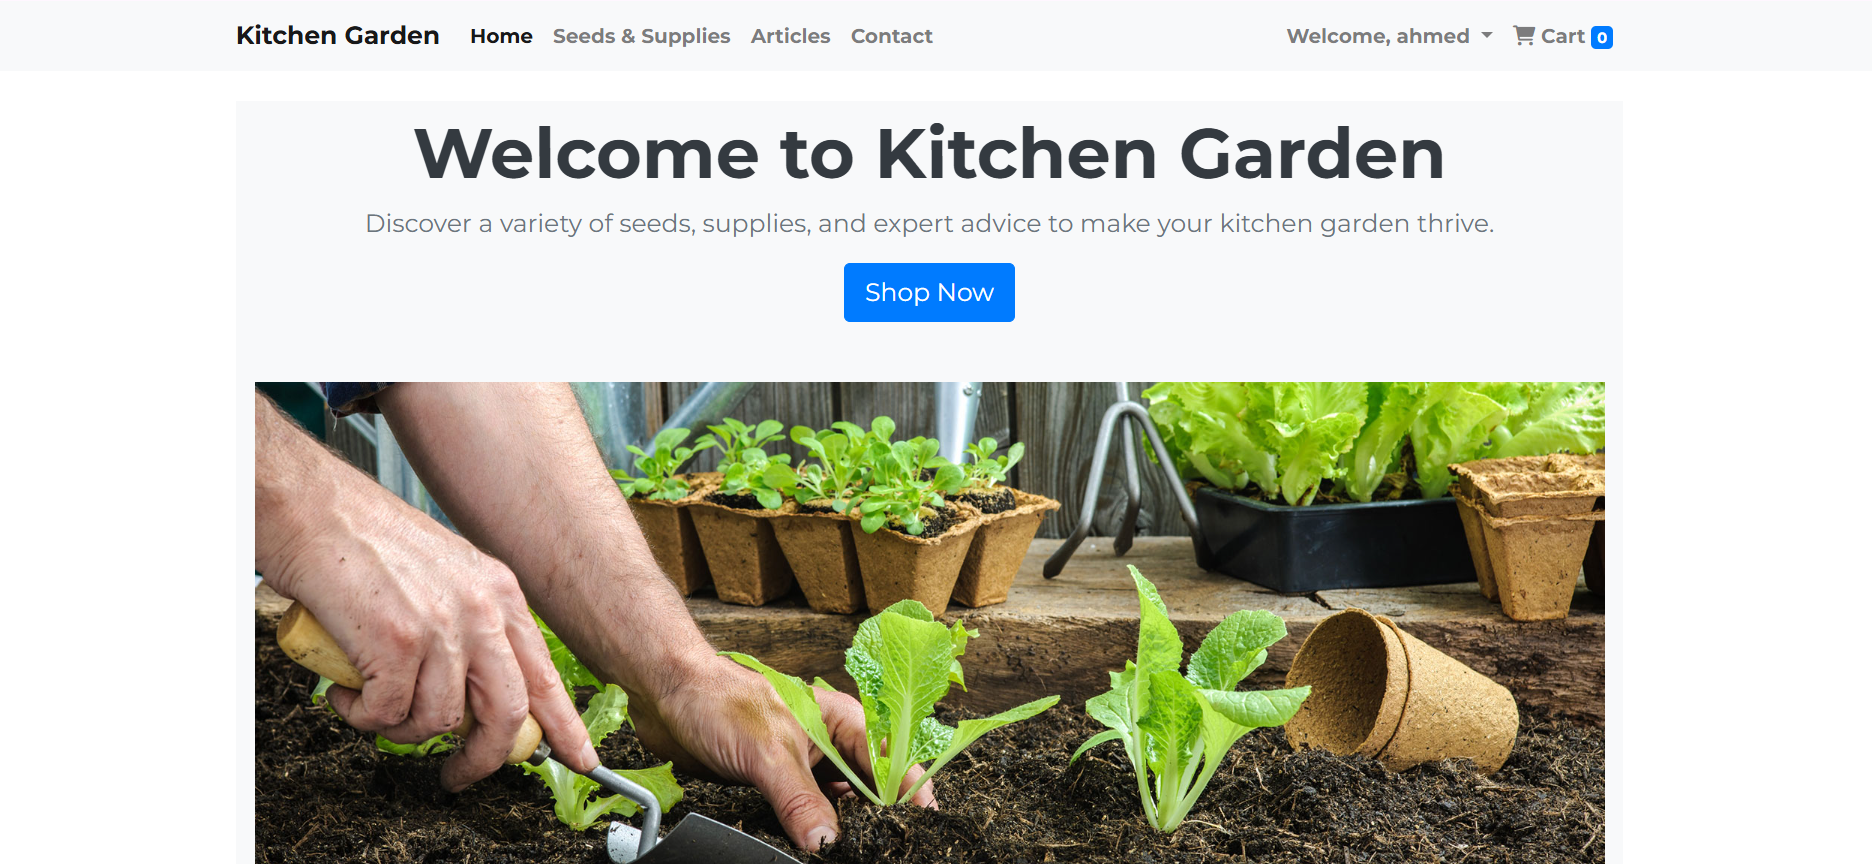 Kitchen Garden Home Seeds & Supplies Articles Contact Welcome, ahmed Cart 0
Welcome to Kitchen Garden
Discover a variety of seeds, supplies, and expert advice to make your kitchen garden thrive.
Shop Now